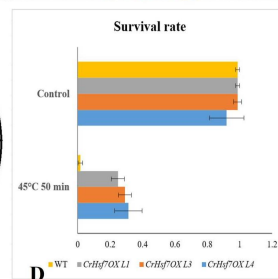 Survival rate
Control
45°C 50 min
0 0.2 0.4 0.6 0.8 1 1.2
D
WT CrHsf7OX L1 CrHsf7OX L3 CrHsf7OX L4